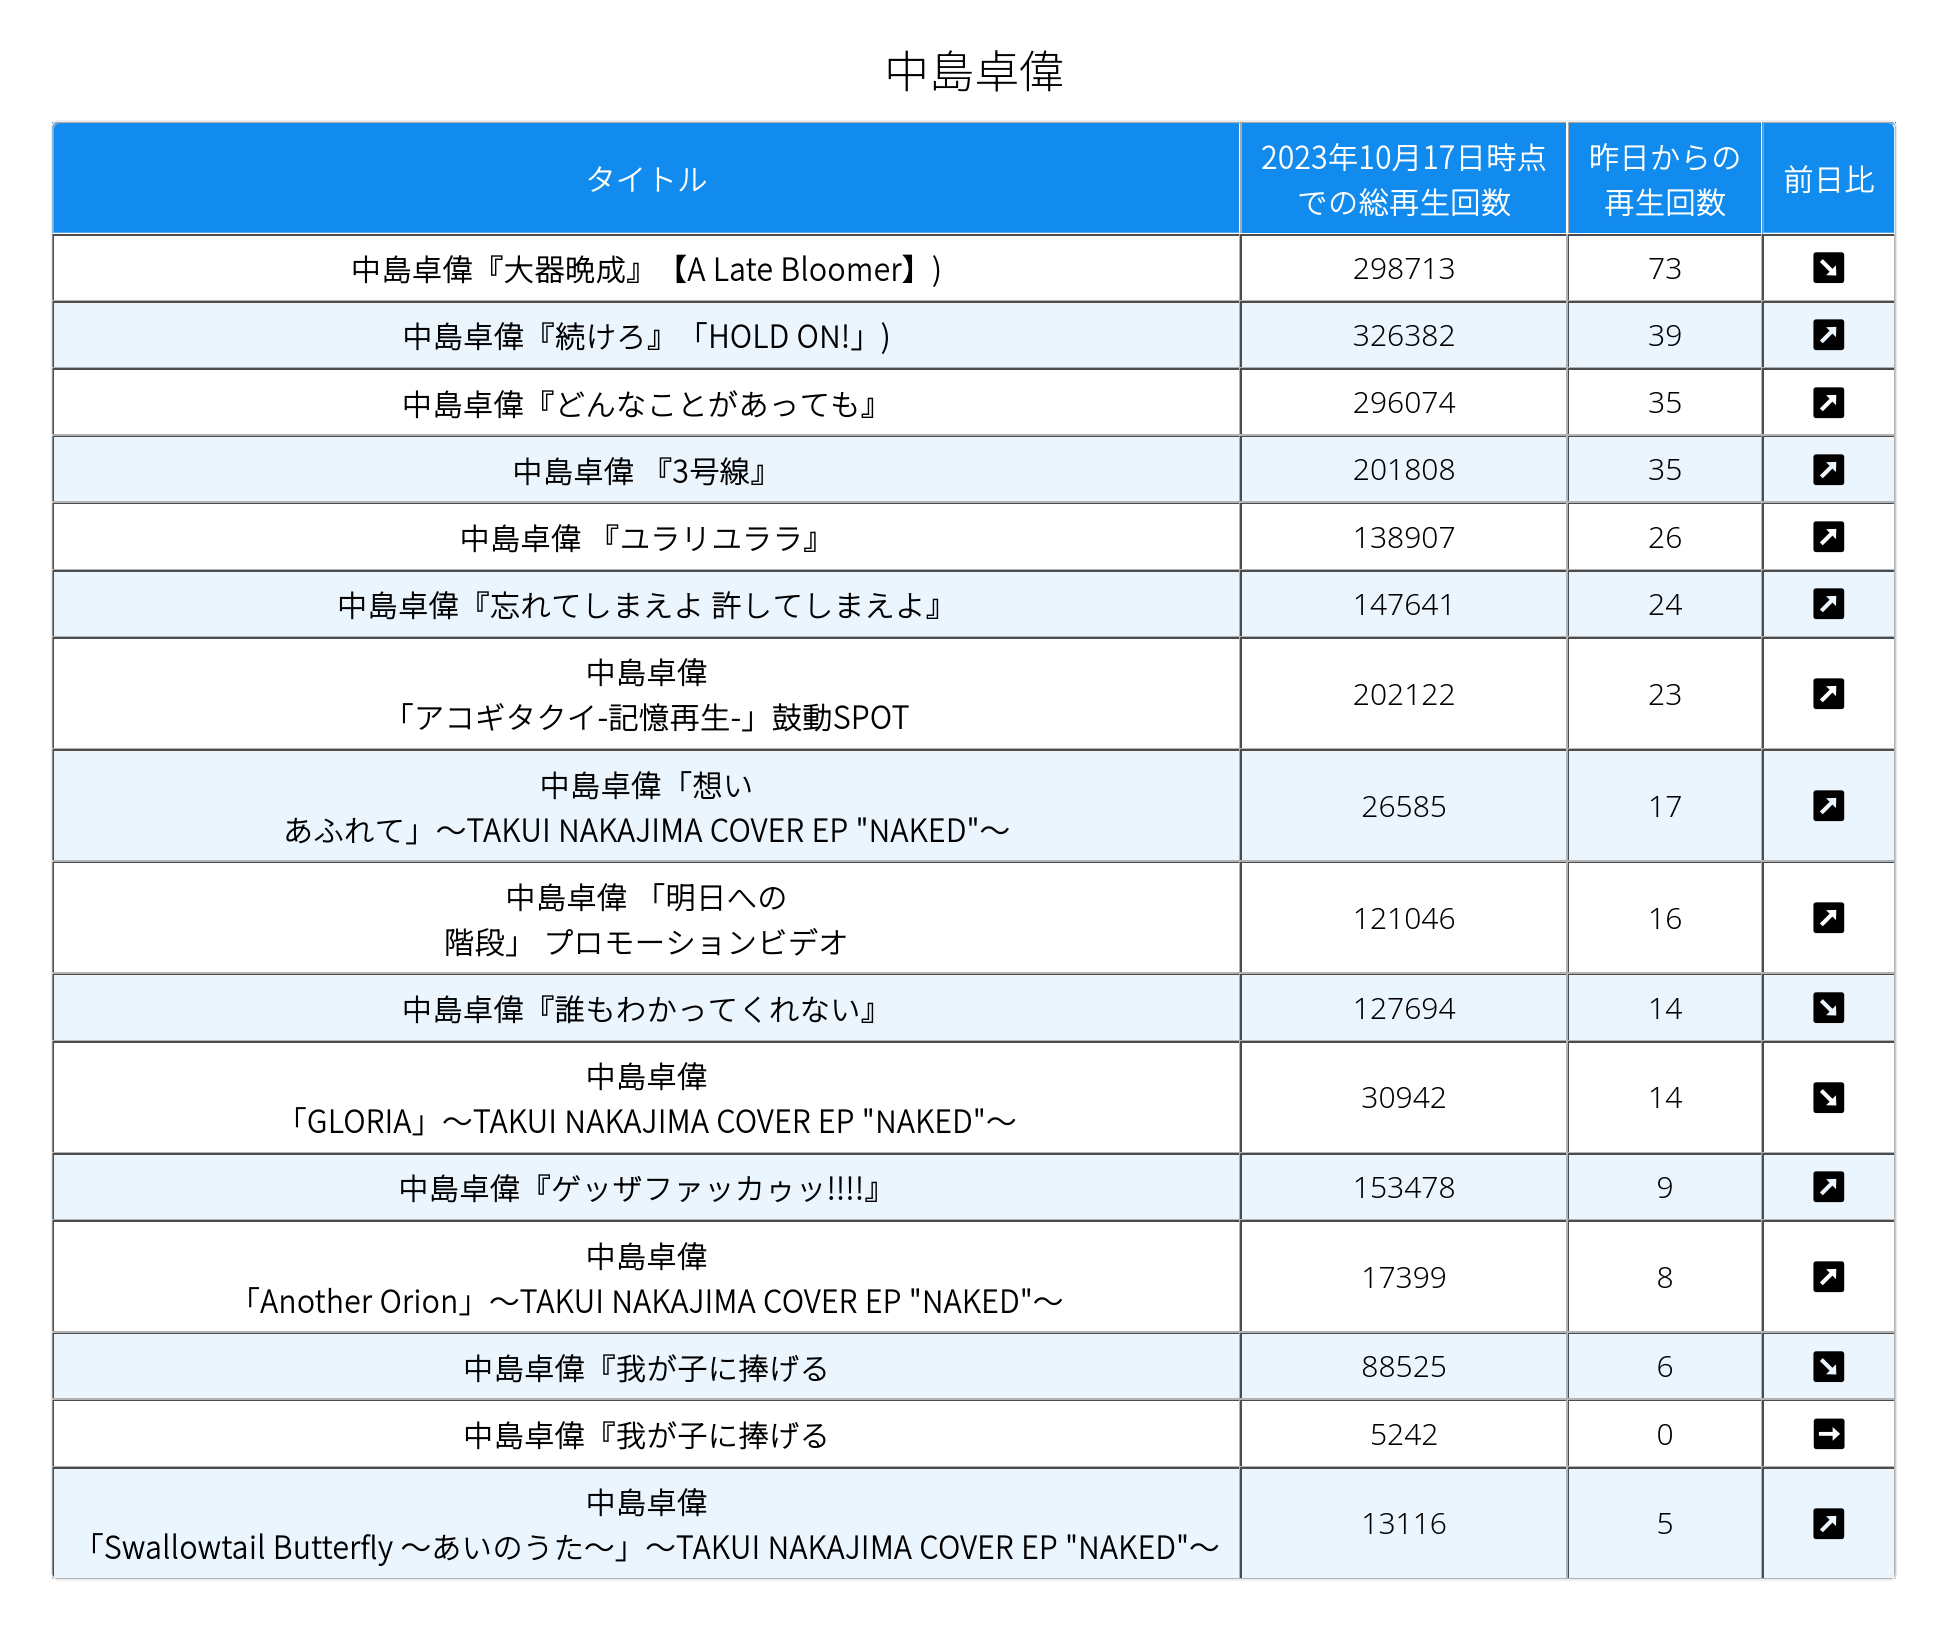 中島卓偉
タイトル
2023年10月17日時点
での総再生回数
昨日からの
再生回数
前日比
中島卓偉『大器晩成』【A Late Bloomer】)
298713
73
中島卓偉『続けろ』「HOLD ON!」)
326382
39
中島卓偉『どんなことがあっても』
296074
35
中島卓偉 『3号線』
201808
35
中島卓偉 『ユラリユララ』
138907
26
中島卓偉『忘れてしまえよ 許してしまえよ』
147641
24
中島卓偉
「アコギタクイ-記憶再生-」鼓動SPOT
202122
23
中島卓偉「想い
あふれて」～TAKUI NAKAJIMA COVER EP "NAKED"～
26585
17
中島卓偉 「明日への
階段」 プロモーションビデオ
121046
16
中島卓偉『誰もわかってくれない』
127694
14
中島卓偉
「GLORIA」～TAKUI NAKAJIMA COVER EP "NAKED"～
30942
14
中島卓偉『ゲッザファッカゥッ!!!!』
153478
9
中島卓偉
「Another Orion」～TAKUI NAKAJIMA COVER EP "NAKED"～
17399
8
中島卓偉『我が子に捧げる
88525
6
中島卓偉『我が子に捧げる
5242
0
中島卓偉
「Swallowtail Butterfly ～あいのうた～」～TAKUI NAKAJIMA COVER EP "NAKED"～
13116
5